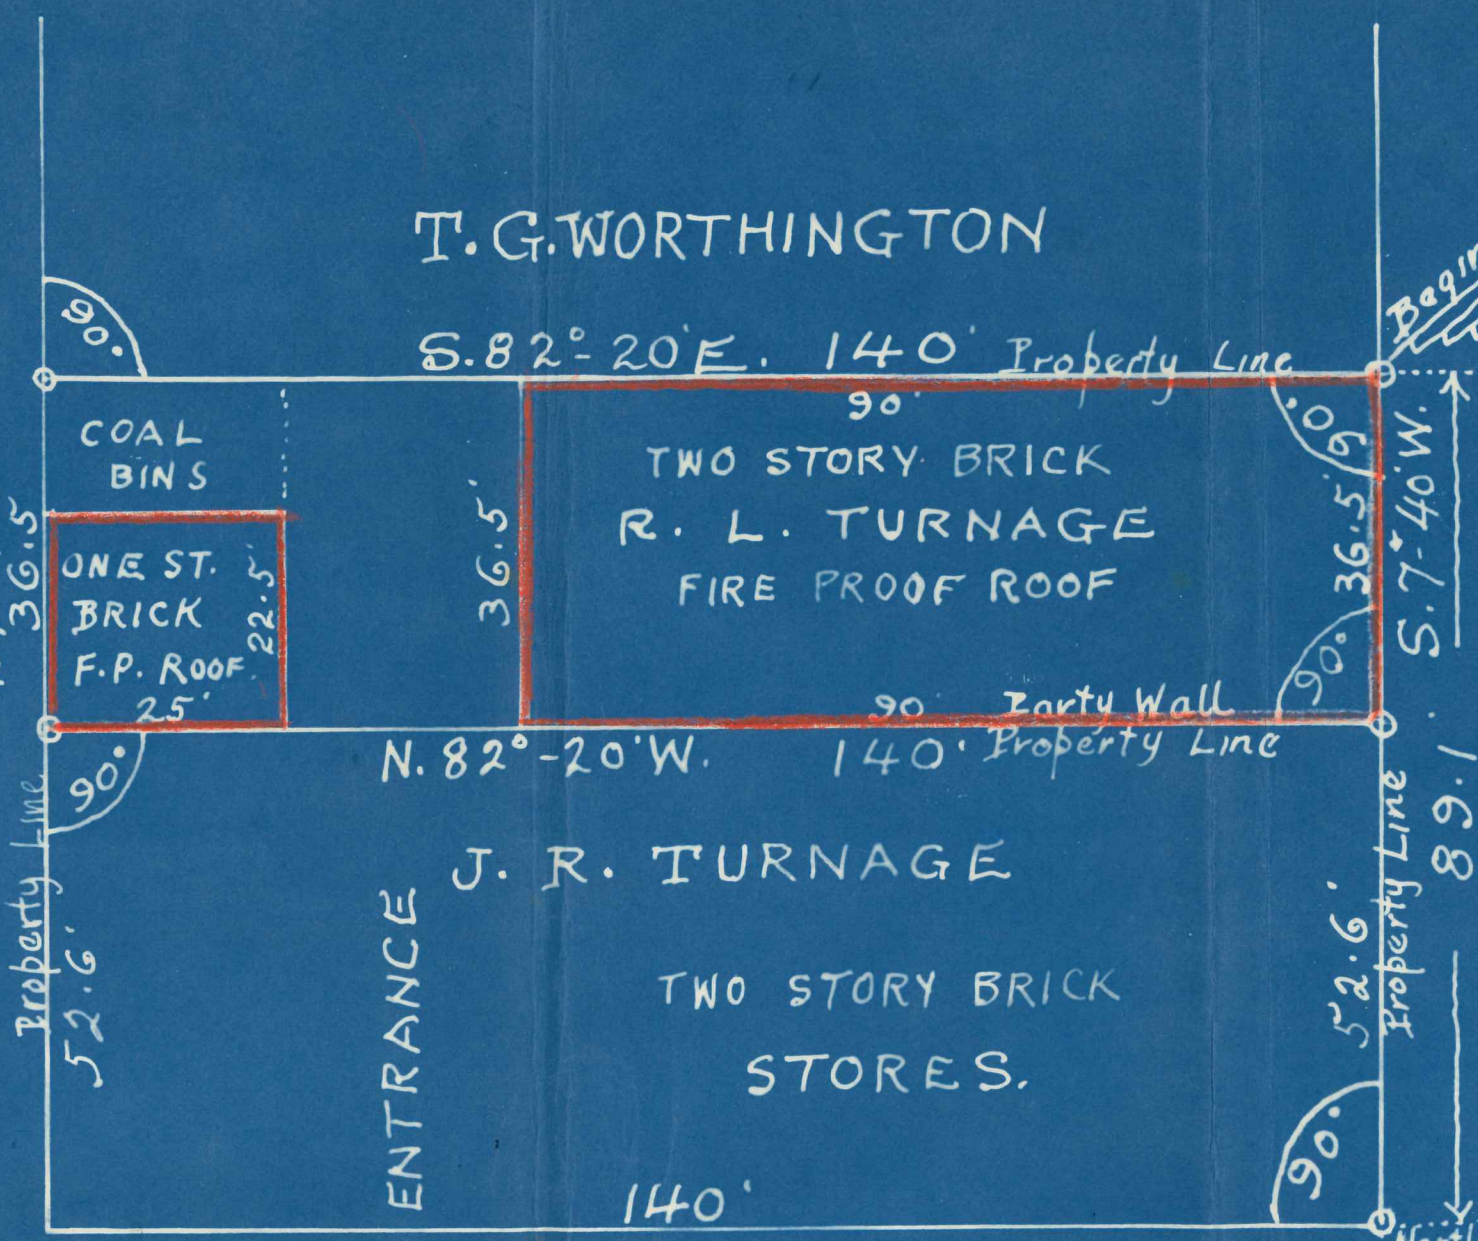 T. G. WORTHINGTON
90°
S. 82°-20'E. 140' Property Line
COAL
BINS
36.5'
ONE ST.
BRICK
F.P. ROOF.
25'
22.5'
36.5'
90'
TWO STORY BRICK
R. L. TURNAGE
FIRE PROOF ROOF
90' Party Wall
90°
36.5'
90°
S. 7°-40'W.
N. 82°-20'W. 140' Property Line
90°
Property Line
52.6'
J. R. TURNAGE
ENTRANCE
TWO STORY BRICK
STORES.
140'
52.6'
Property Line
89.1'
90°